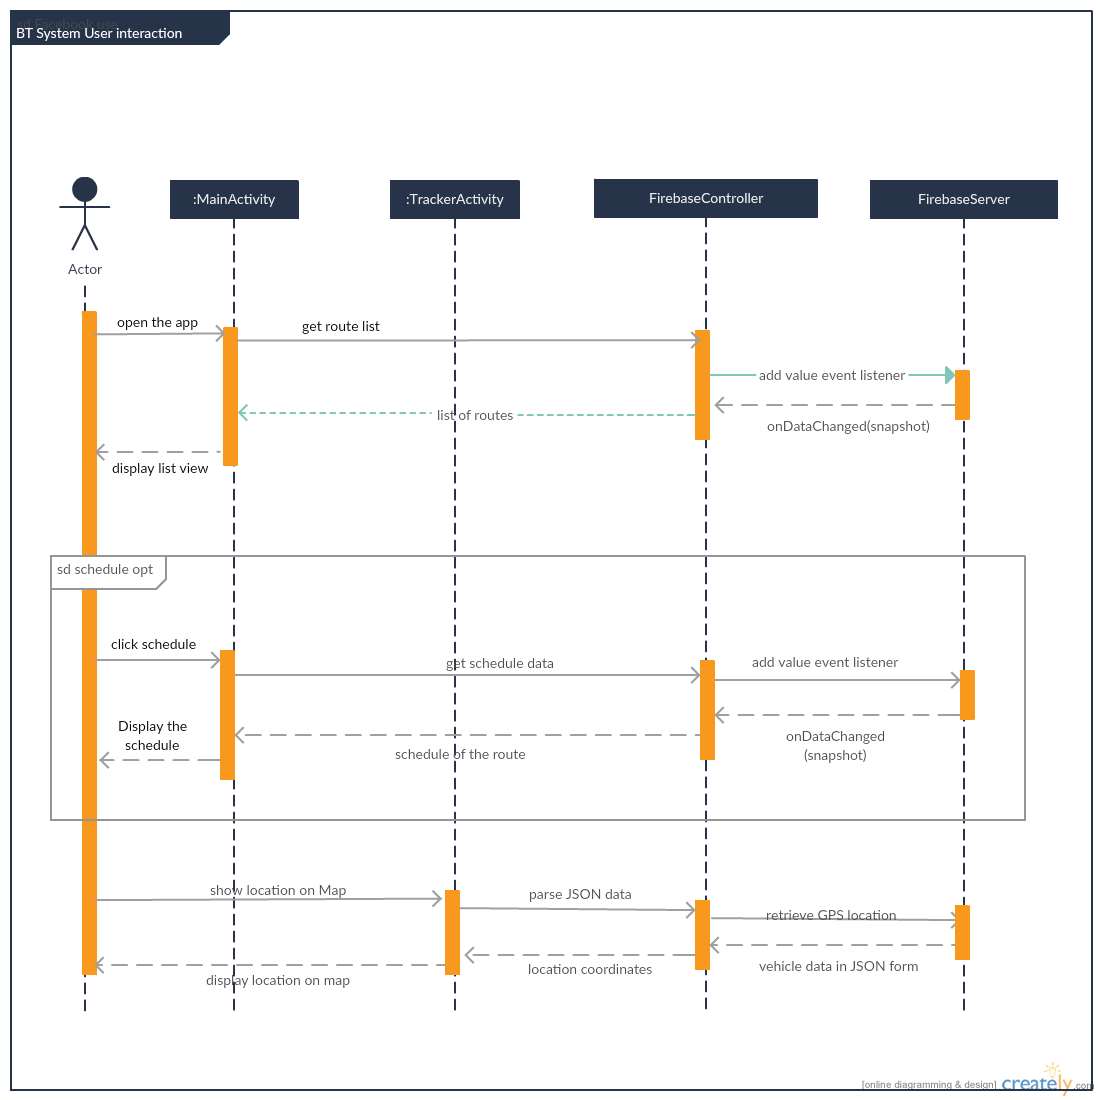 sd Facebook use
BT System User interaction
:MainActivity
:TrackerActivity
FirebaseController
FirebaseServer
Actor
open the app
get route list
add value event listener
list of routes
onDataChanged(snapshot)
display list view
sd schedule opt
click schedule
get schedule data
add value event listener
Display the
schedule
schedule of the route
onDataChanged
(snapshot)
show location on Map
parse JSON data
retrieve GPS location
display location on map
location coordinates
vehicle data in JSON form
[online diagramming & design]
creately.com